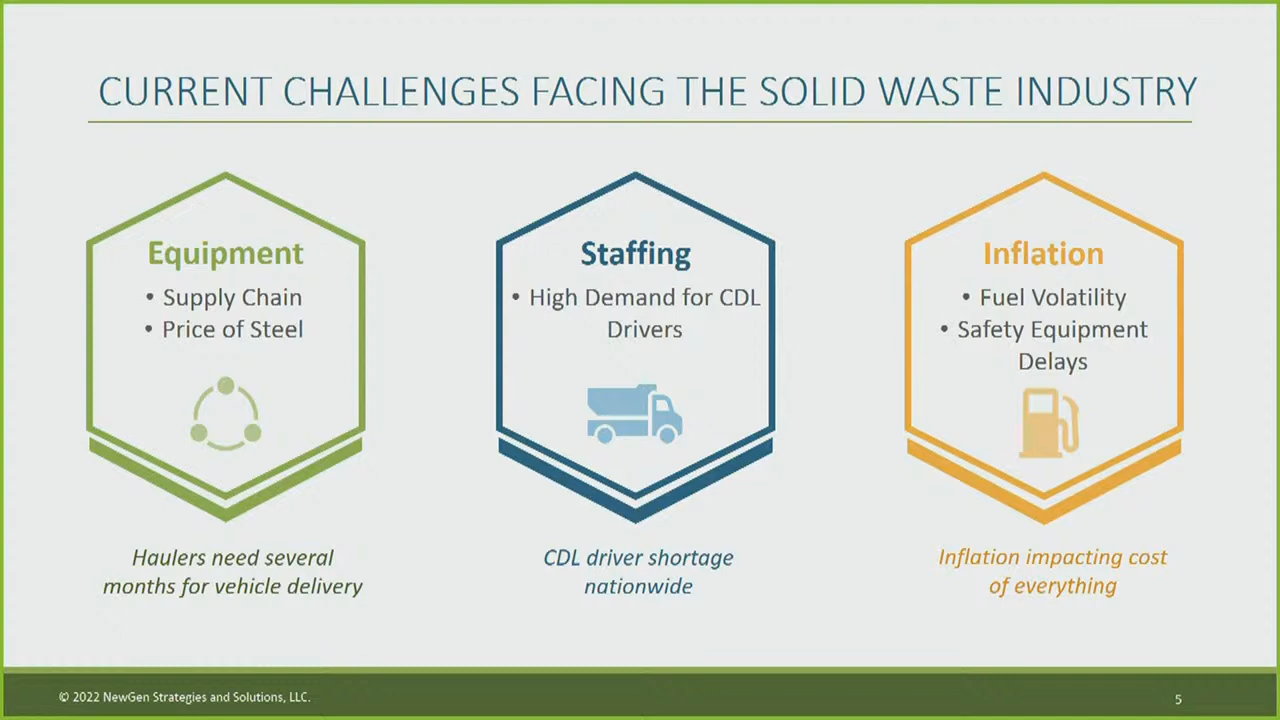 CURRENT CHALLENGES FACING THE SOLID WASTE INDUSTRY
Equipment
• Supply Chain
• Price of Steel
Haulers need several
months for vehicle delivery
Staffing
• High Demand for CDL
Drivers
CDL driver shortage
nationwide
Inflation
• Fuel Volatility
• Safety Equipment
Delays
Inflation impacting cost
of everything
© 2022 NewGen Strategies and Solutions, LLC.
5